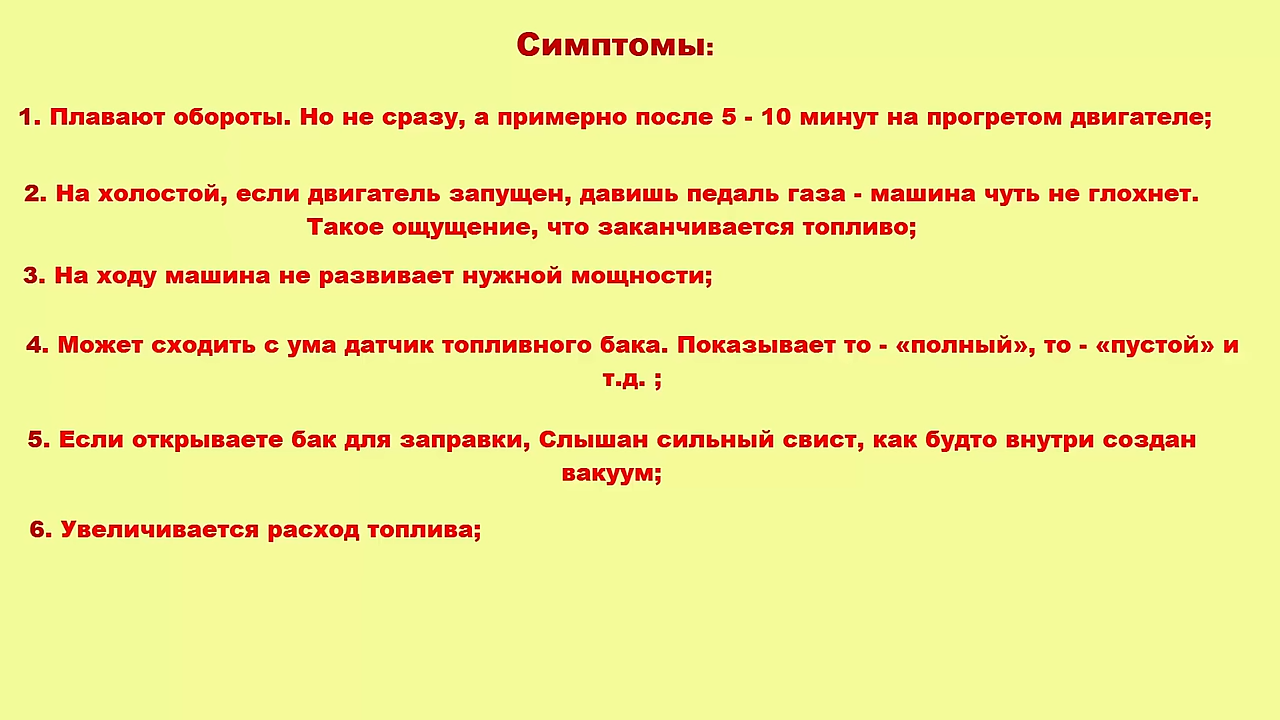 Симптомы:
1. Плавают обороты. Но не сразу, а примерно после 5 - 10 минут на прогретом двигателе;
2. На холостой, если двигатель запущен, давишь педаль газа - машина чуть не глохнет.
Такое ощущение, что заканчивается топливо;
3. На ходу машина не развивает нужной мощности;
4. Может сходить с ума датчик топливного бака. Показывает то - «полный», то - «пустой» и
т.д. ;
5. Если открываете бак для заправки, Слышан сильный свист, как будто внутри создан
вакуум;
6. Увеличивается расход топлива;